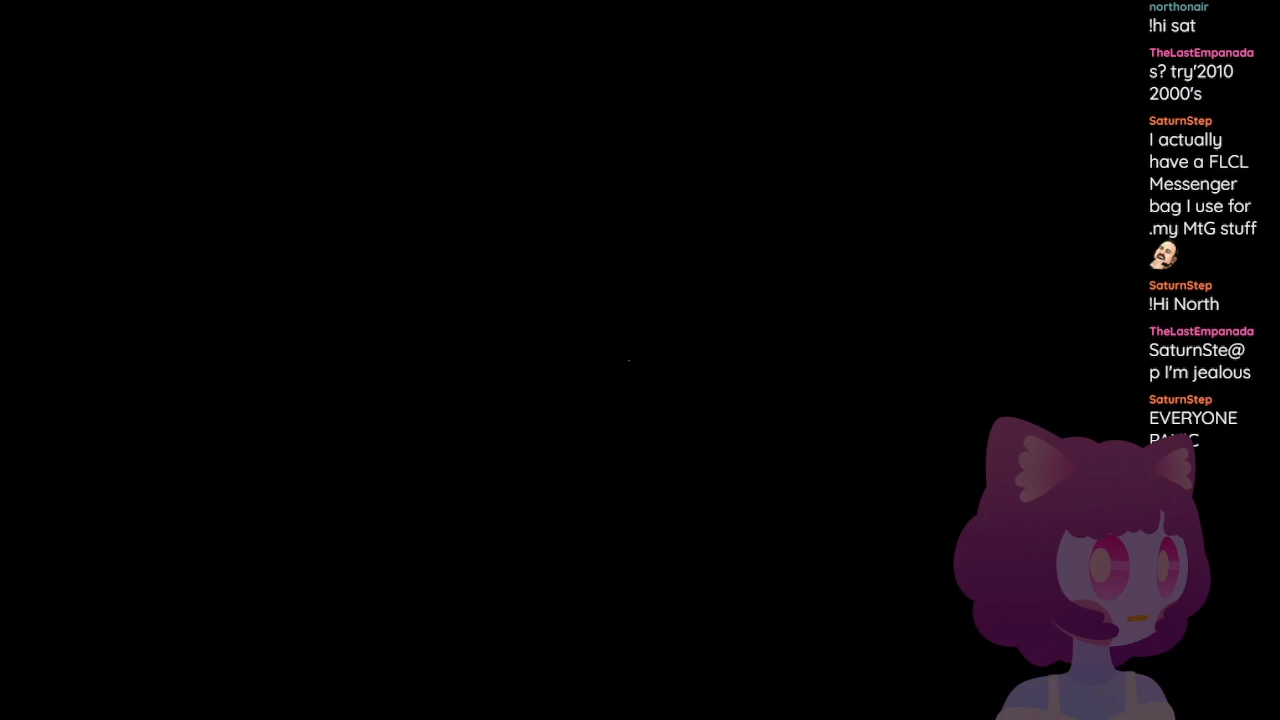 northonair
!hi sat
TheLastEmpanada
s? try'2010
2000's
SaturnStep
I actually
have a FLCL
Messenger
bag I use for
.my MtG stuff
SaturnStep
!Hi North
TheLastEmpanada
SaturnSte@
p I'm jealous
SaturnStep
EVERYONE